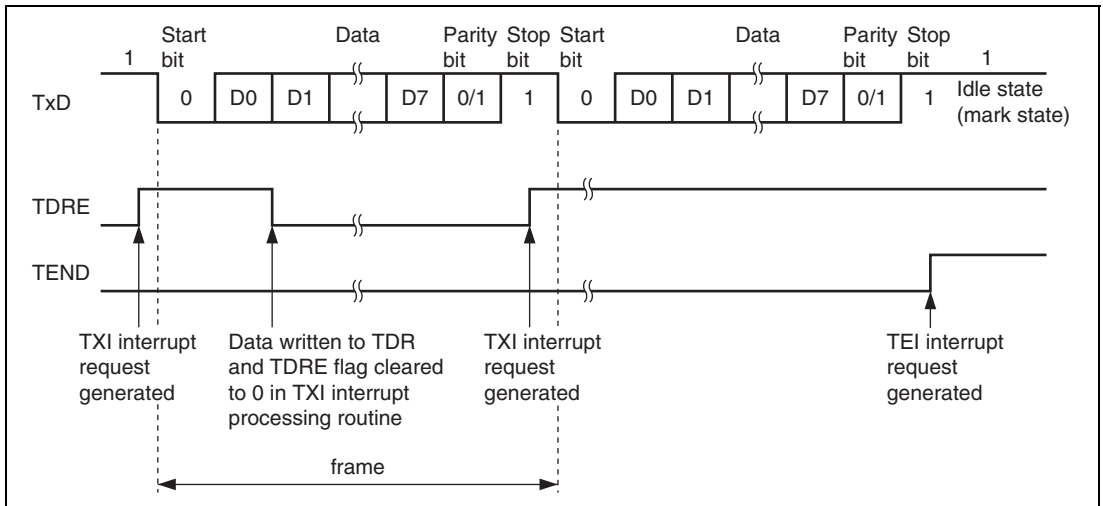 Start Data Parity Stop Start Data Parity Stop
1 bit bit bit bit bit bit 1
TxD 0 D0 D1 D7 0/1 1 0 D0 D1 D7 0/1 1 Idle state
(mark state)
TDRE
TEND
TXI interrupt
request
generated
Data written to TDR
and TDRE flag cleared
to 0 in TXI interrupt
processing routine
TXI interrupt
request
generated
TEI interrupt
request
generated
frame